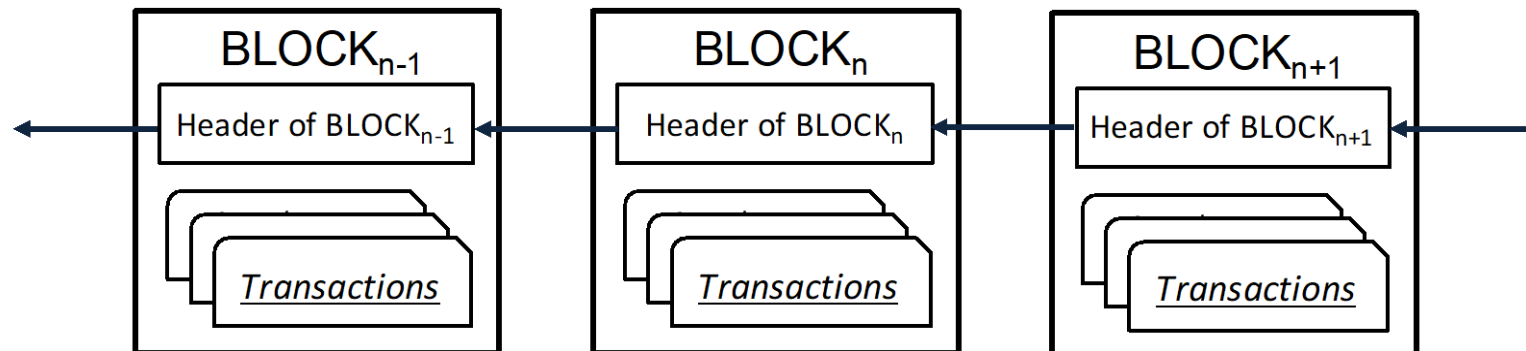 BLOCKₙ₋₁
Header of BLOCKₙ₋₁
Transactions
BLOCKₙ
Header of BLOCKₙ
Transactions
BLOCKₙ₊₁
Header of BLOCKₙ₊₁
Transactions